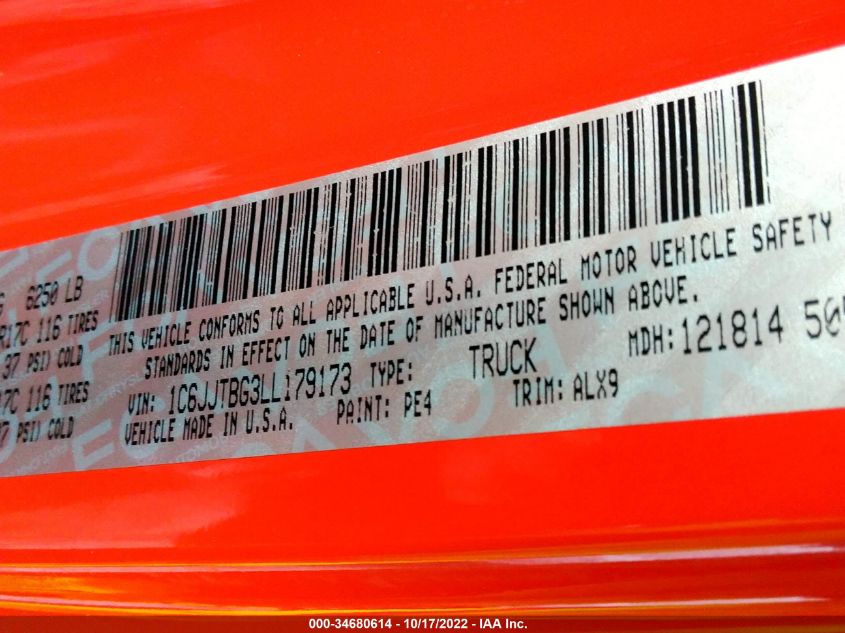 6250 LB
R17C 116 TIRES
37 PSI) COLD
7C 116 TIRES
37 PSI) COLD
THIS VEHICLE CONFORMS TO ALL APPLICABLE U.S.A. FEDERAL MOTOR VEHICLE SAFETY
STANDARDS IN EFFECT ON THE DATE OF MANUFACTURE SHOWN ABOVE.
VIN: 1C6JJTBG3LL179173 TYPE: TRUCK MDH:121814
VEHICLE MADE IN U.S.A. PAINT: PE4 TRIM: ALX9
000-34680614 - 10/17/2022 - IAA Inc.